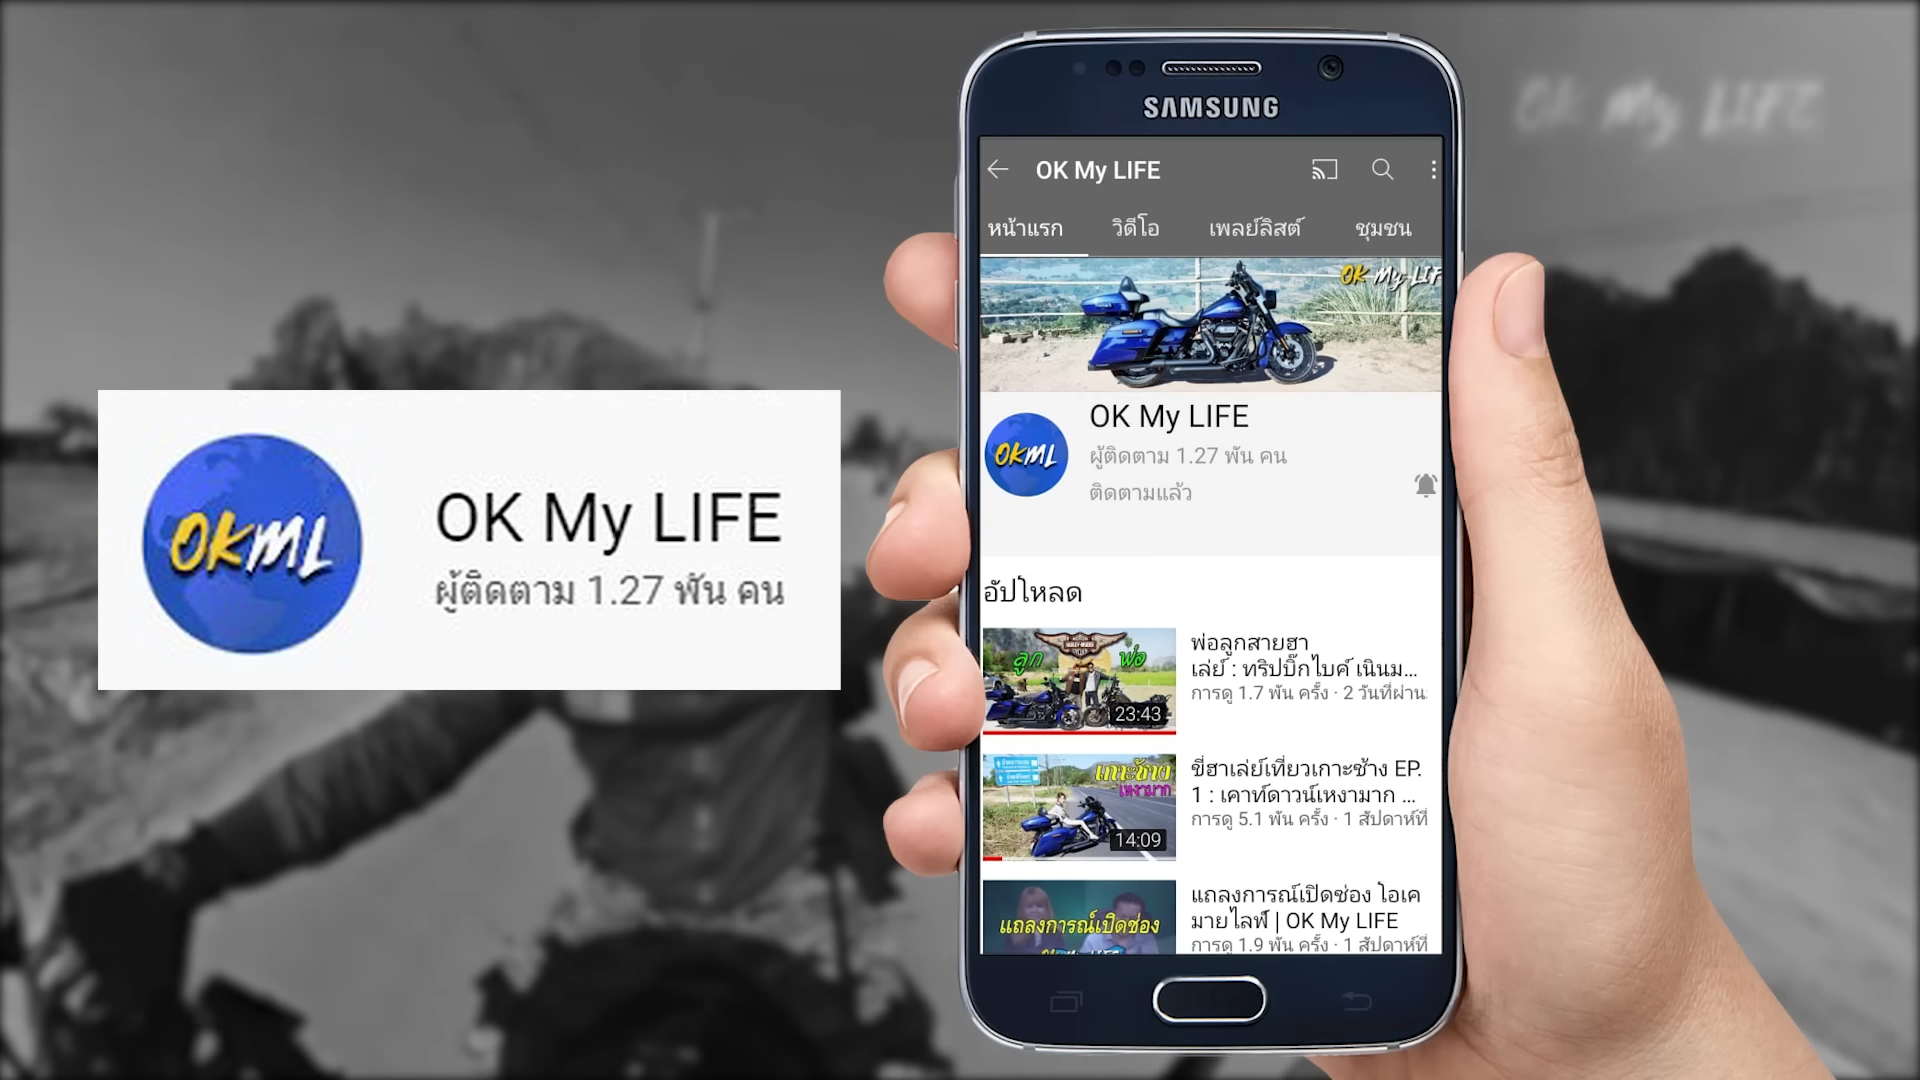 OK My LIFE
SAMSUNG
OK My LIFE
หน้าแรก วิดีโอ เพลย์ลิสต์ ชุมชน
OK My LIF
OKML
OK My LIFE
ผู้ติดตาม 1.27 พัน คน
OKML
OK My LIFE
ผู้ติดตาม 1.27 พัน คน
ติดตามแล้ว
อัปโหลด
ลูก พ่อ
23:43
พ่อลูกสายฮา
เล่ย์ : ทริปบิ๊กไบค์ เนินม...
การดู 1.7 พัน ครั้ง · 2 วันที่ผ่าน
เกาะช้าง
เหงามาก
14:09
ขี่ฮาเล่ย์เที่ยวเกาะช้าง EP.
1 : เคาท์ดาวน์เหงามาก ...
การดู 5.1 พัน ครั้ง · 1 สัปดาห์ที่
แถลงการณ์เปิดช่อง
แถลงการณ์เปิดช่อง โอเค
มายไลฟ์ | OK My LIFE
การดู 1.9 พัน ครั้ง · 1 สัปดาห์ที่